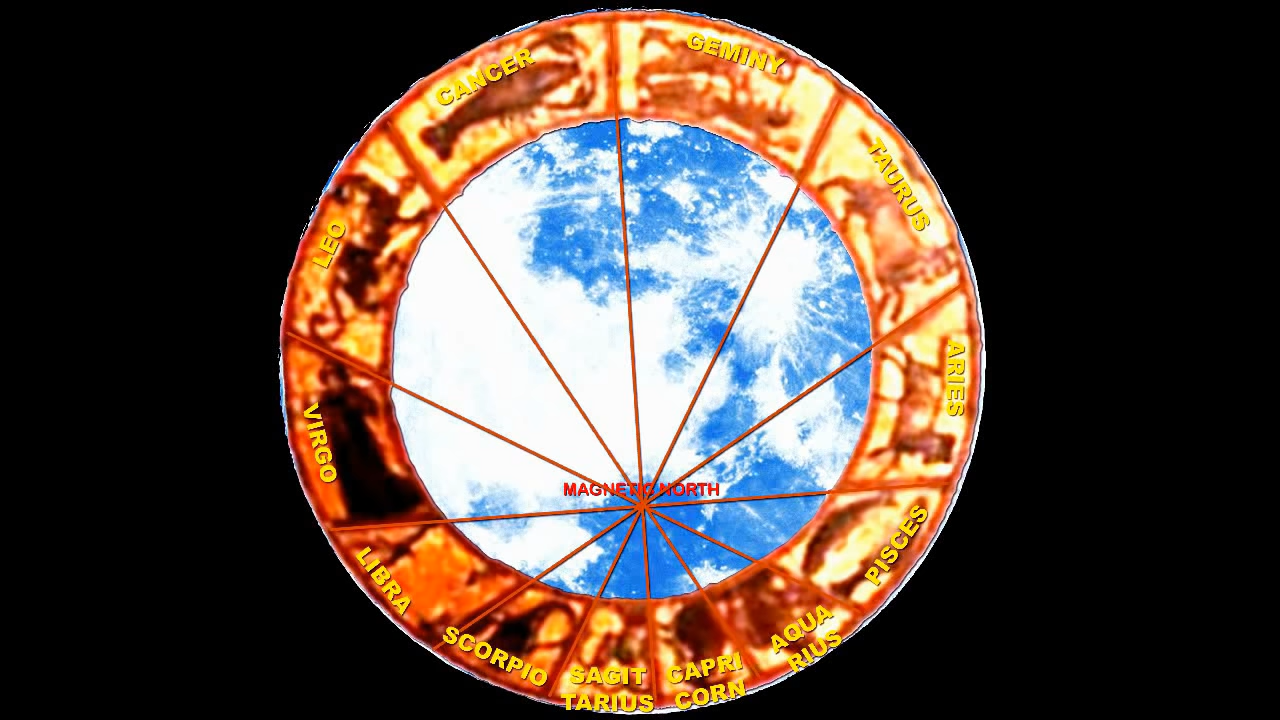 GEMINY
TAURUS
ARIES
PISCES
AQUA
RIUS
CAPRI
CORN
SAGIT
TARIUS
SCORPIO
LIBRA
VIRGO
LEO
CANCER
MAGNETIC NORTH